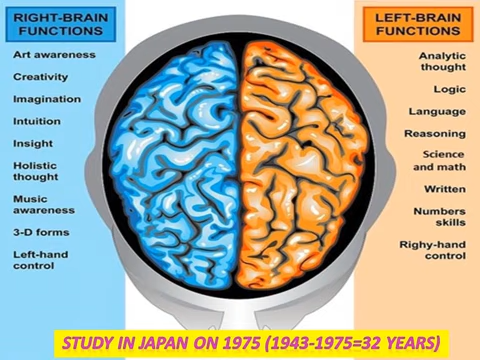 RIGHT-BRAIN
FUNCTIONS
Art awareness
Creativity
Imagination
Intuition
Insight
Holistic
thought
Music
awareness
3-D forms
Left-hand
control
LEFT-BRAIN
FUNCTIONS
Analytic
thought
Logic
Language
Reasoning
Science
and math
Written
Numbers
skills
Righy-hand
control
STUDY IN JAPAN ON 1975 (1943-1975=32 YEARS)